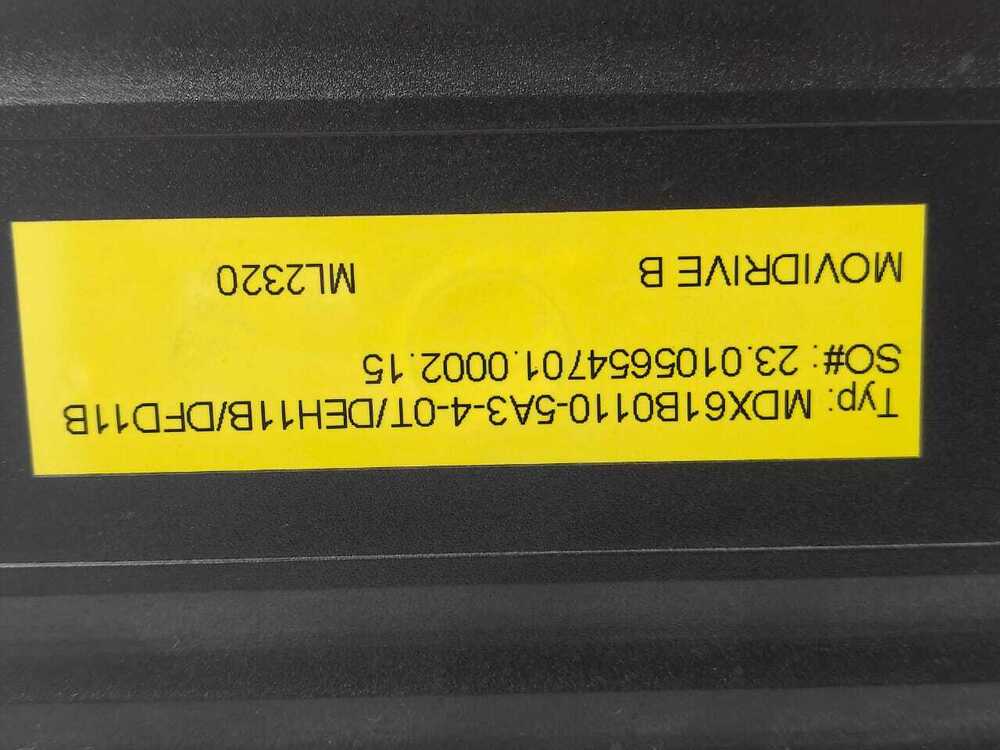 MOVIDRIVE B ML2320
SO#: 23.0105654701.0002.15
Typ: MDX61B0110-5A3-4-0T/DEH11B/DFD11B